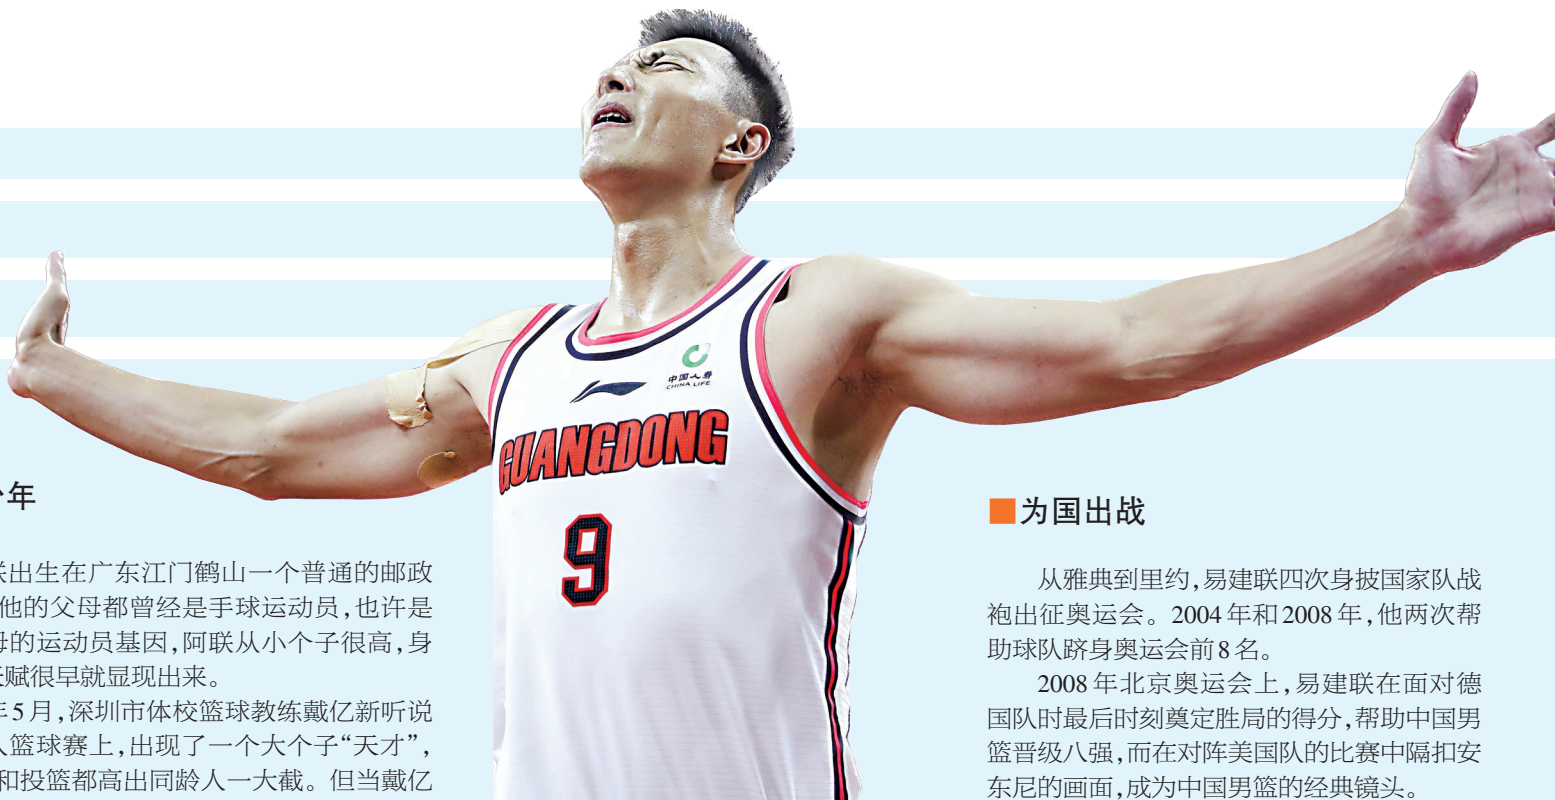 中国人寿
CHINA LIFE
GUANGDONG
9
年
出生在广东江门鹤山一个普通的邮政
他的父母都曾经是手球运动员,也许是
的运动员基因,阿联从小个子很高,身
赋很早就显现出来。
年5月,深圳市体校篮球教练戴亿新听说
篮球赛上,出现了一个大个子“天才”,
和投篮都高出同龄人一大截。但当戴亿
■为国出战
从雅典到里约,易建联四次身披国家队战
袍出征奥运会。2004年和2008年,他两次帮
助球队跻身奥运会前8名。
2008年北京奥运会上,易建联在面对德
国队时最后时刻奠定胜局的得分,帮助中国男
篮晋级八强,而在对阵美国队的比赛中隔扣安
东尼的画面,成为中国男篮的经典镜头。